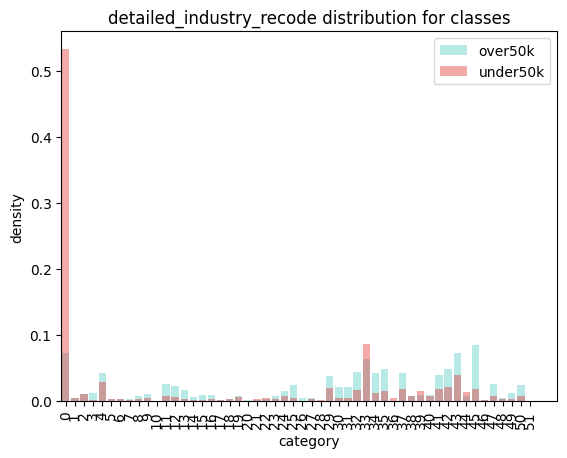 detailed_industry_recode distribution for classes
over50k
under50k
0.5
0.4
0.3
0.2
0.1
0.0
density
0 1 2 3 4 5 6 7 8 9 10 11 12 13 14 15 16 17 18 19 20 21 22 23 24 25 26 27 28 29 30 31 32 33 34 35 36 37 38 39 40 41 42 43 44 45 46 47 48 49 50 51
category